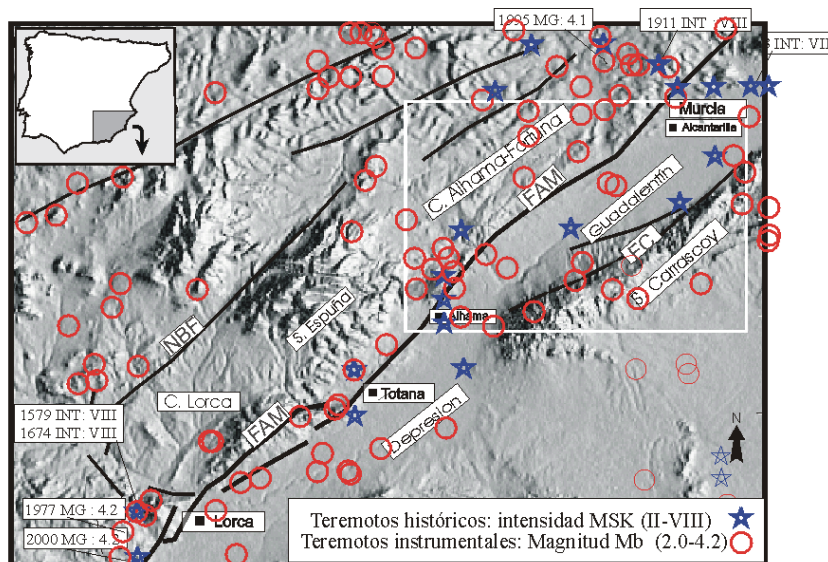 1995 MG: 4.1
1911 INT : VIII
INT: VII
Murcia
Alcantarilla
C. Alhama-Fortuna
FAM
Guadalentín
FC
S. Carrascoy
S. Espuña
Alhama
NBF
C. Lorca
FAM
Totana
Depresion
1579 INT: VIII
1674 INT: VIII
1977 MG : 4.2
2000 MG : 4.2
Lorca
N
Teremotos históricos: intensidad MSK (II-VIII)
Teremotos instrumentales: Magnitud Mb (2.0-4.2)